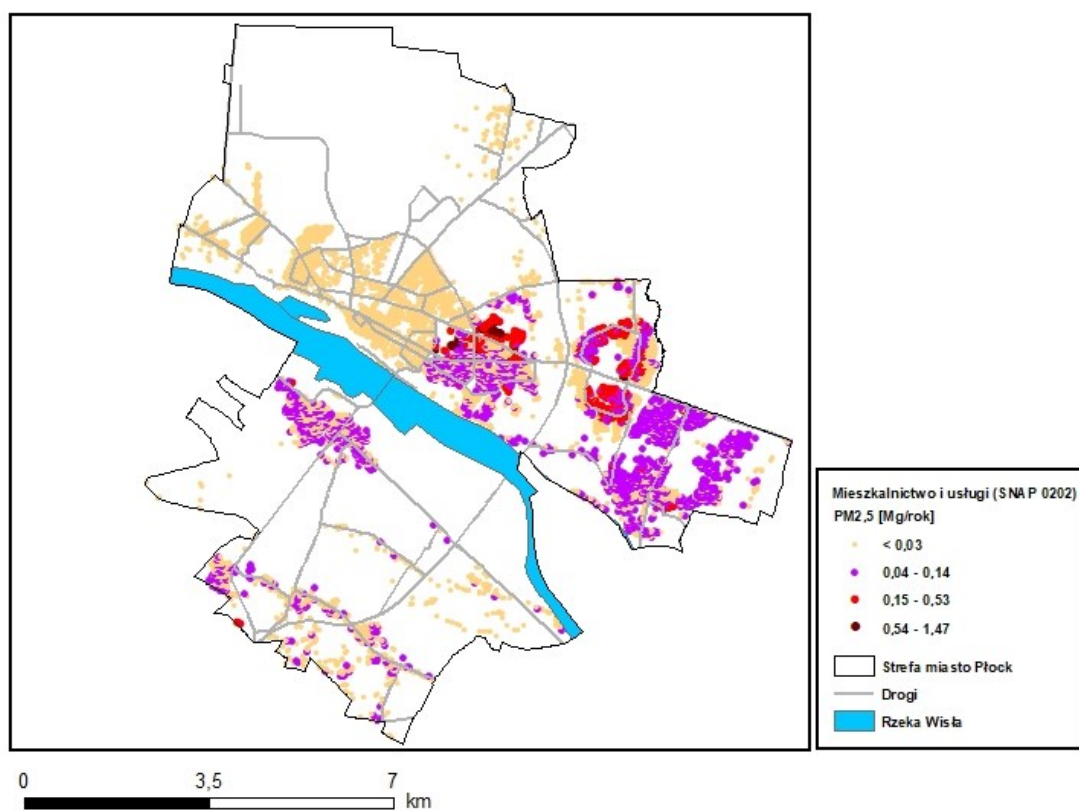 Mieszkalnictwo i usługi (SNAP 0202)
PM2,5 [Mg/rok]
< 0,03
0,04 - 0,14
0,15 - 0,53
0,54 - 1,47
Strefa miasto Płock
Drogi
Rzeka Wisła
0 3,5 7
km